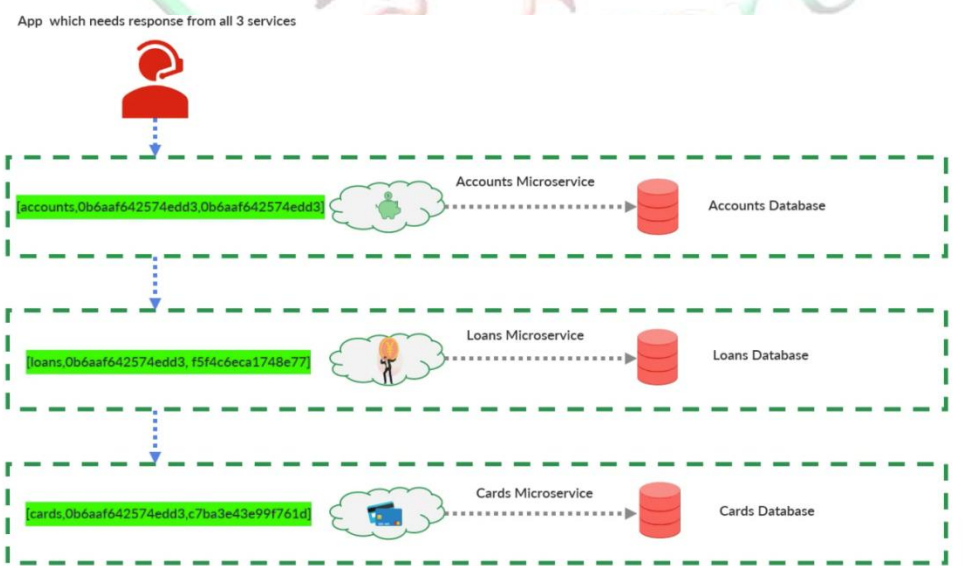 App which needs response from all 3 services
Accounts Microservice
[accounts,0b6aaf642574edd3,0b6aaf642574edd3]
Accounts Database
Loans Microservice
[loans,0b6aaf642574edd3, f5f4c6eca1748e77]
Loans Database
Cards Microservice
[cards,0b6aaf642574edd3,c7ba3e43e99f761d]
Cards Database